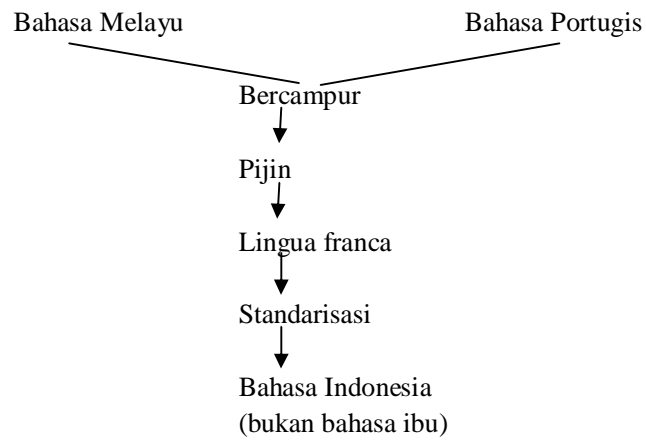 Bahasa Melayu
Bahasa Portugis
Bercampur
Pijin
Lingua franca
Standarisasi
Bahasa Indonesia
(bukan bahasa ibu)